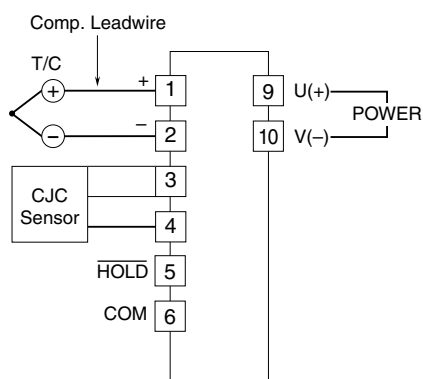 Comp. Leadwire
T/C
+ + 1
− − 2
CJC
Sensor
3
4
HOLD 5
COM 6
9 U(+)
POWER
10 V(−)